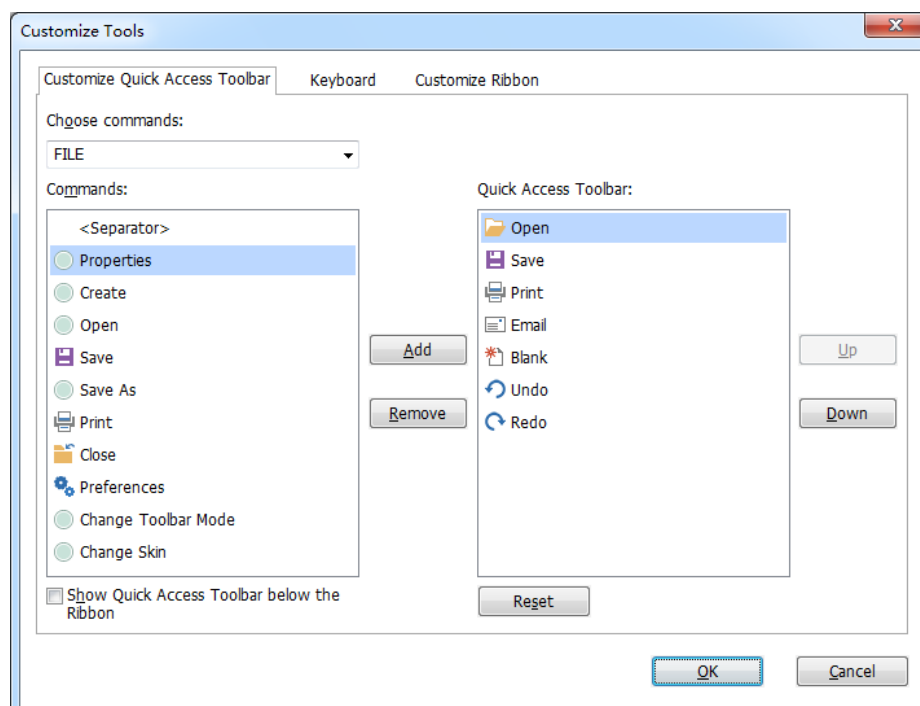 Customize Tools
Customize Quick Access Toolbar
Keyboard
Customize Ribbon
Choose commands:
FILE
Commands:
<Separator>
Properties
Create
Open
Save
Save As
Print
Close
Preferences
Change Toolbar Mode
Change Skin
Show Quick Access Toolbar below the
Ribbon
Add
Remove
Quick Access Toolbar:
Open
Save
Print
Email
Blank
Undo
Redo
Reset
Up
Down
OK
Cancel